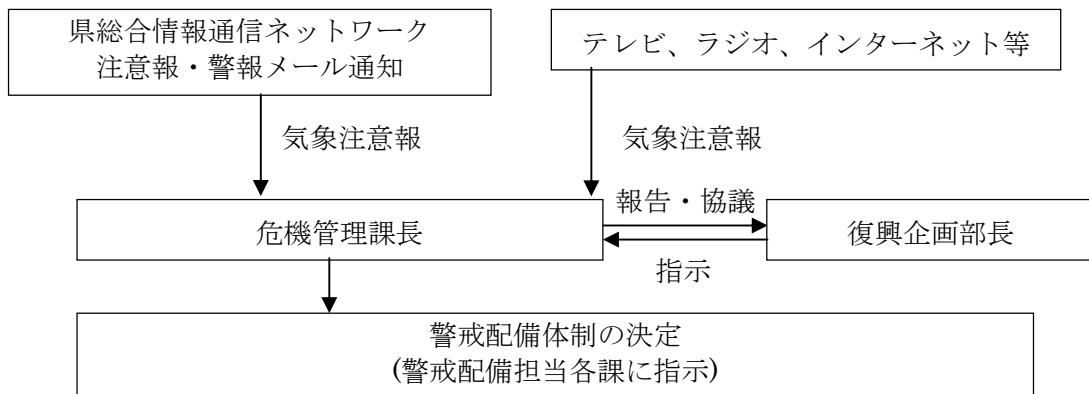 県総合情報通信ネットワーク
注意報・警報メール通知
テレビ、ラジオ、インターネット等
気象注意報
気象注意報
報告・協議
危機管理課長
復興企画部長
指示
警戒配備体制の決定
(警戒配備担当各課に指示)